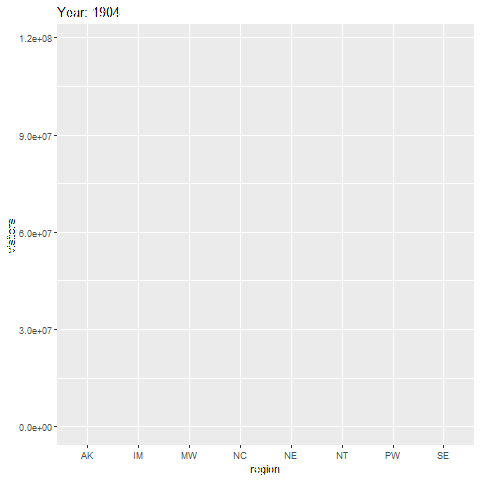 Year: 1904
1.2e+08
9.0e+07
6.0e+07
3.0e+07
0.0e+00
visitors
AK IM MW NC NE NT PW SE
region